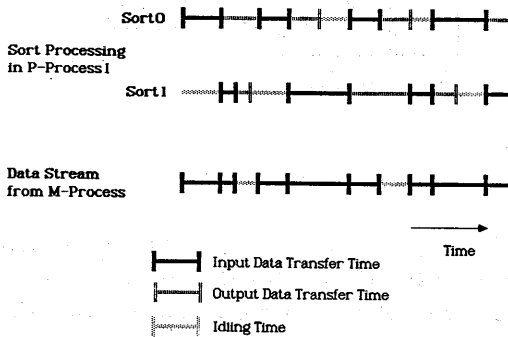 Sort0
Sort Processing
in P-Process1
Sort1
Data Stream
from M-Process
Time
Input Data Transfer Time
Output Data Transfer Time
Idling Time